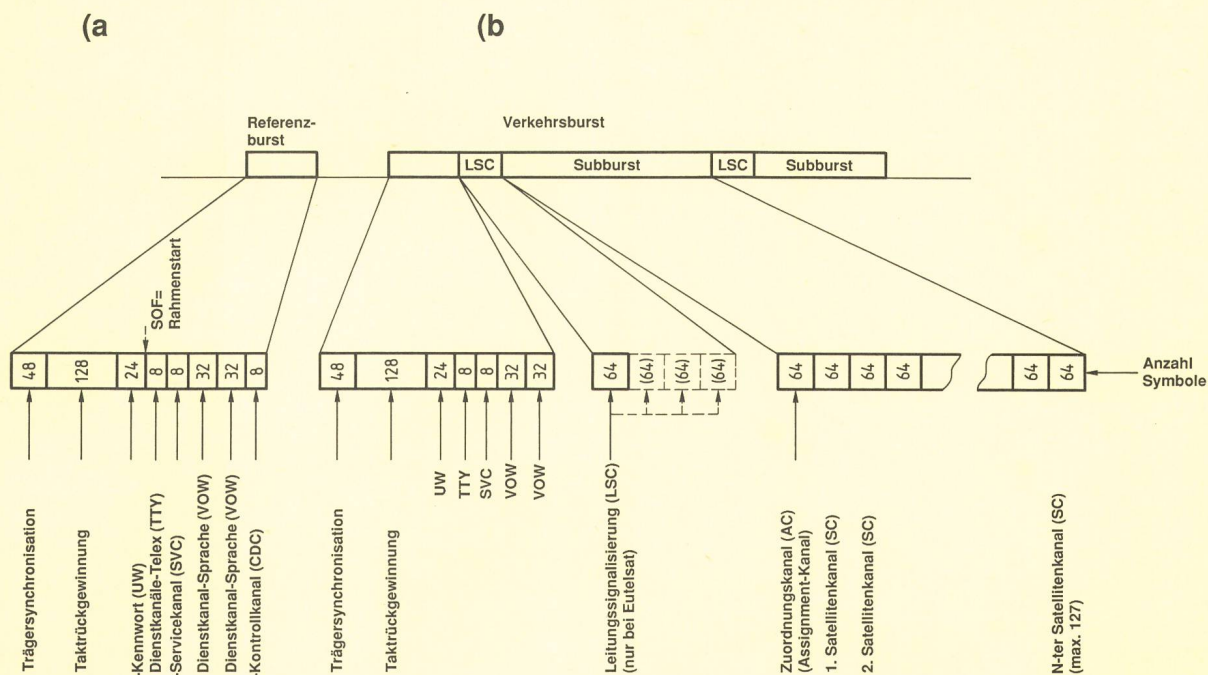 (a
(b
Referenz-
burst
Verkehrsburst
LSC
Subburst
LSC
Subburst
SOF=
Rahmenstart
48
128
24
8
8
32
32
8
48
128
24
8
8
32
32
64
(64)
(64)
(64)
64
64
64
64
64
64
Anzahl
Symbole
Trägersynchronisation
Taktrückgewinnung
-Kennwort (UW)
Dienstkanäle-Telex (TTY)
-Servicekanal (SVC)
Dienstkanal-Sprache (VOW)
Dienstkanal-Sprache (VOW)
-Kontrollkanal (CDC)
Trägersynchronisation
Taktrückgewinnung
UW
TTY
SVC
VOW
VOW
Leitungssignalisierung (LSC)
(nur bei Eutelsat)
Zuordnungskanal (AC)
(Assignment-Kanal)
1. Satellitenkanal (SC)
2. Satellitenkanal (SC)
N-ter Satellitenkanal (SC)
(max. 127)